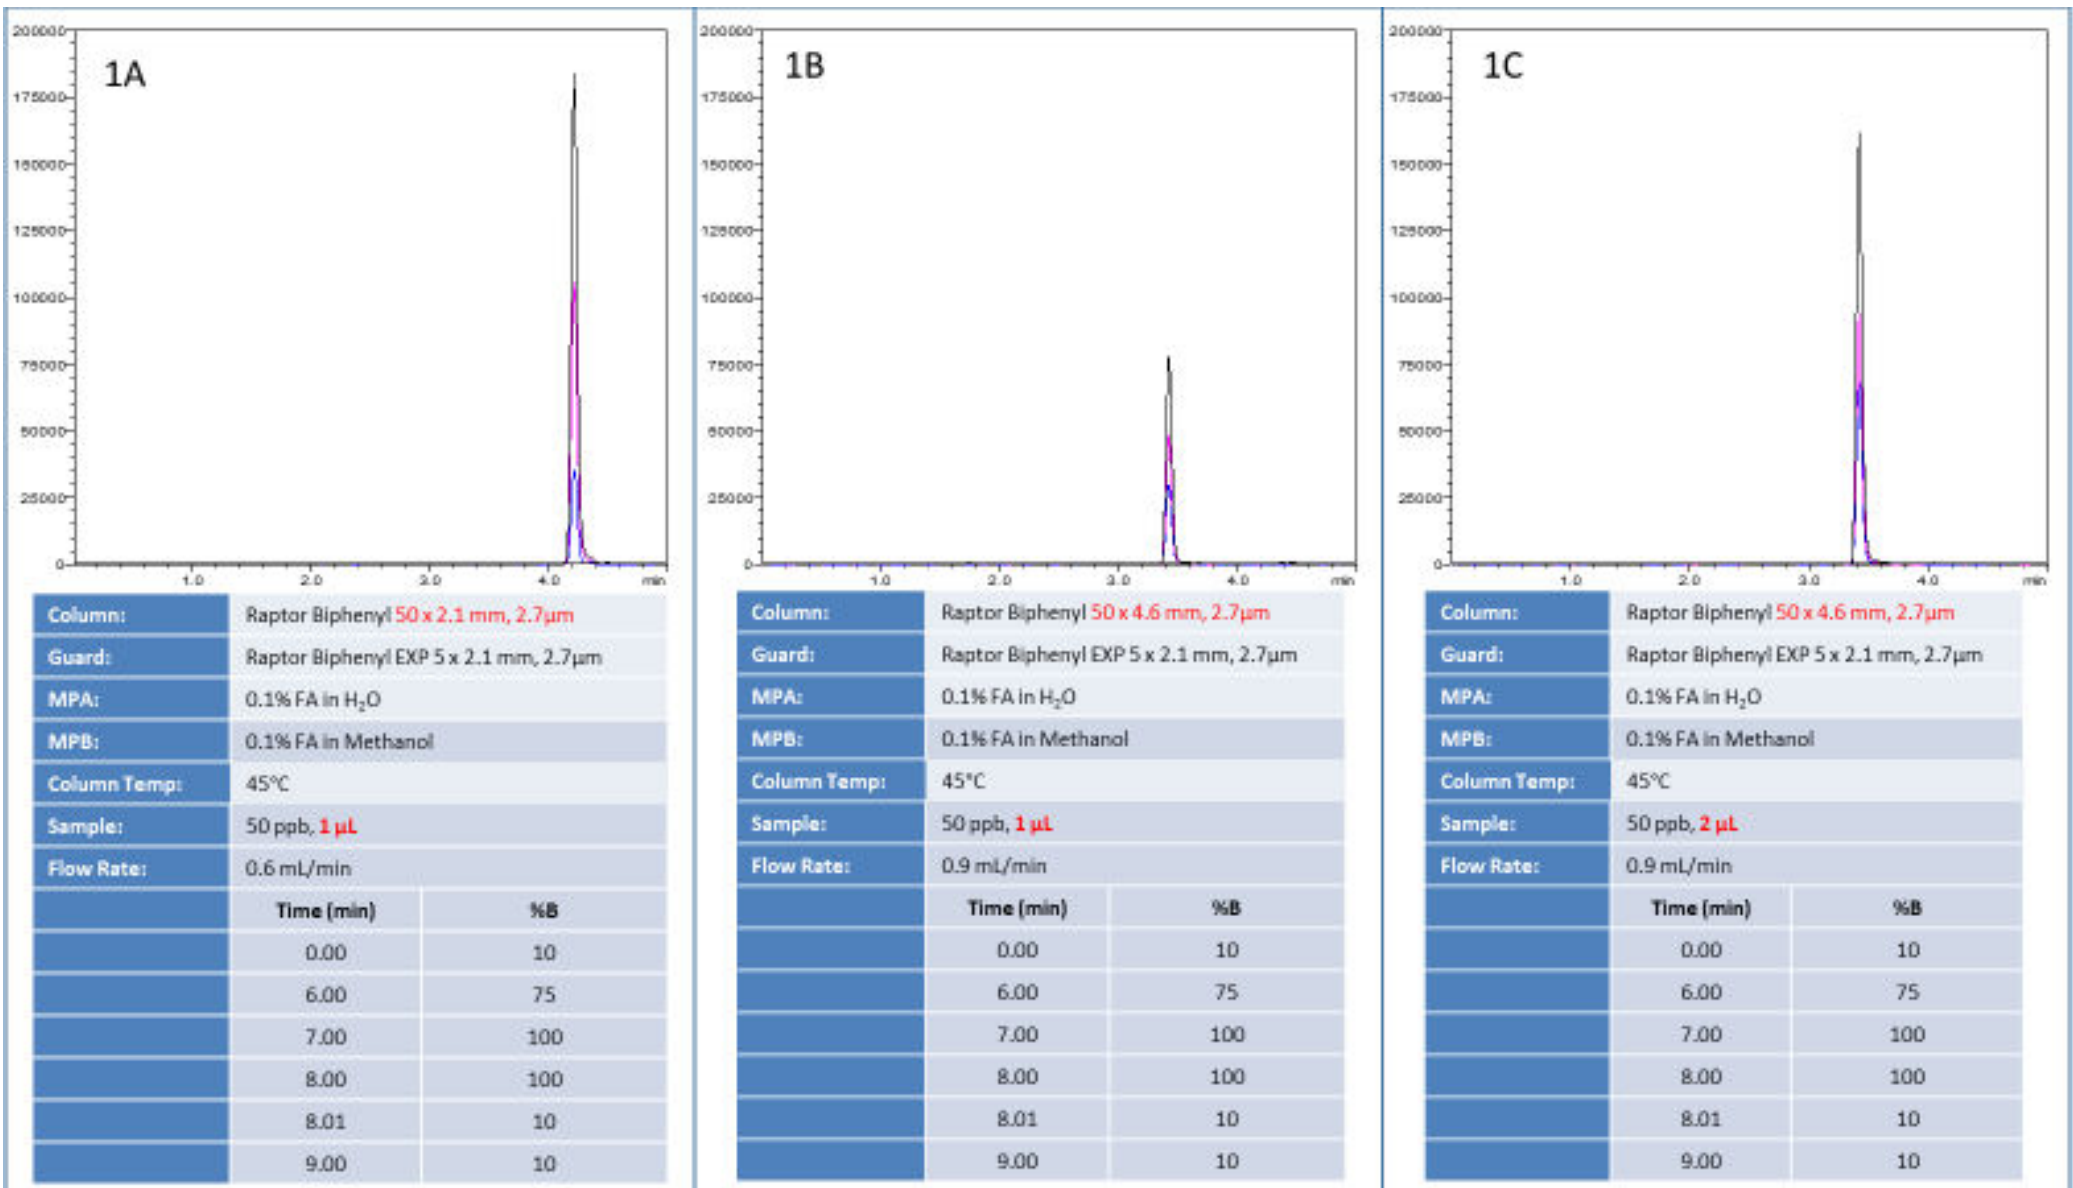 1A
200000
175000
150000
125000
100000
75000
50000
25000
0
1.0 2.0 3.0 4.0 min
Column: Raptor Biphenyl 50 x 2.1 mm, 2.7µm
Guard: Raptor Biphenyl EXP 5 x 2.1 mm, 2.7µm
MPA: 0.1% FA in H₂O
MPB: 0.1% FA in Methanol
Column Temp: 45°C
Sample: 50 ppb, 1 µL
Flow Rate: 0.6 mL/min
Time (min) %B
0.00 10
6.00 75
7.00 100
8.00 100
8.01 10
9.00 10
1B
200000
175000
150000
125000
100000
75000
50000
25000
0
1.0 2.0 3.0 4.0 min
Column: Raptor Biphenyl 50 x 4.6 mm, 2.7µm
Guard: Raptor Biphenyl EXP 5 x 2.1 mm, 2.7µm
MPA: 0.1% FA in H₂O
MPB: 0.1% FA in Methanol
Column Temp: 45°C
Sample: 50 ppb, 1 µL
Flow Rate: 0.9 mL/min
Time (min) %B
0.00 10
6.00 75
7.00 100
8.00 100
8.01 10
9.00 10
1C
200000
175000
150000
125000
100000
75000
50000
25000
0
1.0 2.0 3.0 4.0 min
Column: Raptor Biphenyl 50 x 4.6 mm, 2.7µm
Guard: Raptor Biphenyl EXP 5 x 2.1 mm, 2.7µm
MPA: 0.1% FA in H₂O
MPB: 0.1% FA in Methanol
Column Temp: 45°C
Sample: 50 ppb, 2 µL
Flow Rate: 0.9 mL/min
Time (min) %B
0.00 10
6.00 75
7.00 100
8.00 100
8.01 10
9.00 10